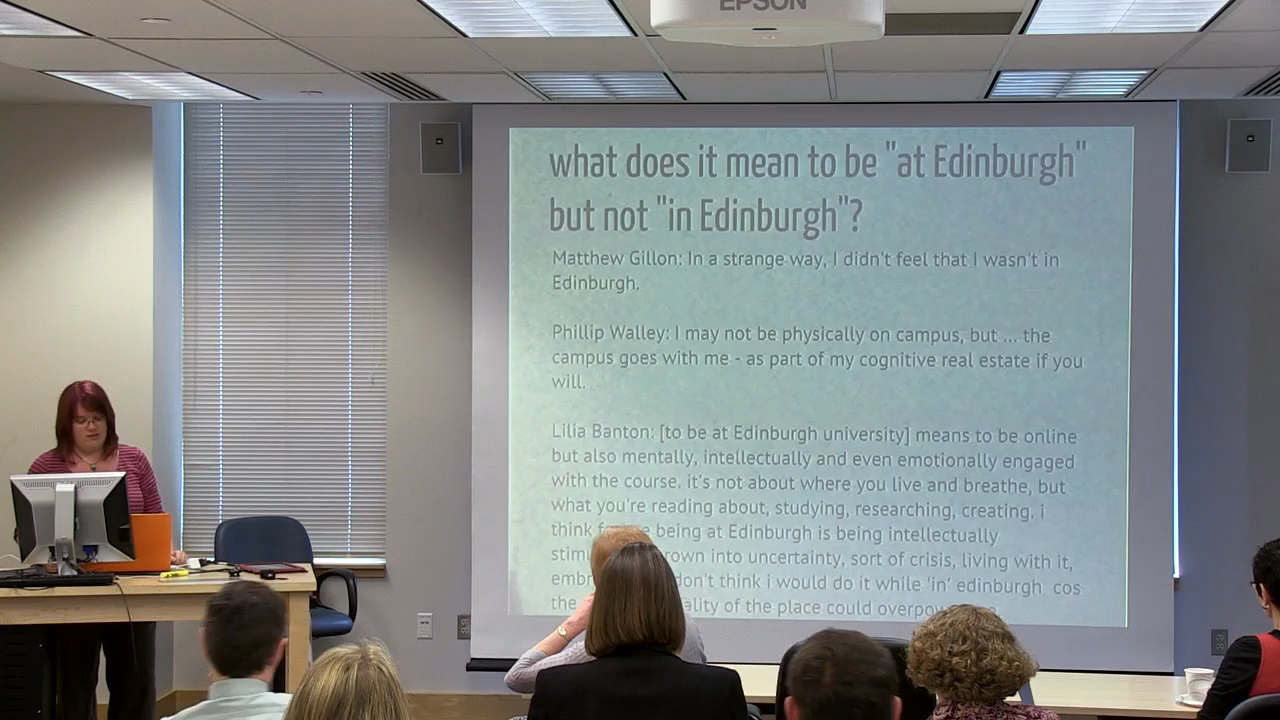 EPSON
what does it mean to be "at Edinburgh"
but not "in Edinburgh"?
Matthew Gillon: In a strange way, I didn't feel that I wasn't in
Edinburgh.
Phillip Walley: I may not be physically on campus, but ... the
campus goes with me - as part of my cognitive real estate if you
will.
Lilia Banton: [to be at Edinburgh university] means to be online
but also mentally, intellectually and even emotionally engaged
with the course. it's not about where you live and breathe, but
what you're reading about, studying, researching, creating. i
think being at Edinburgh is being intellectually
into uncertainty, sort of crisis, living with it,
don't think i would do it while 'in' edinburgh cos
the of the place could